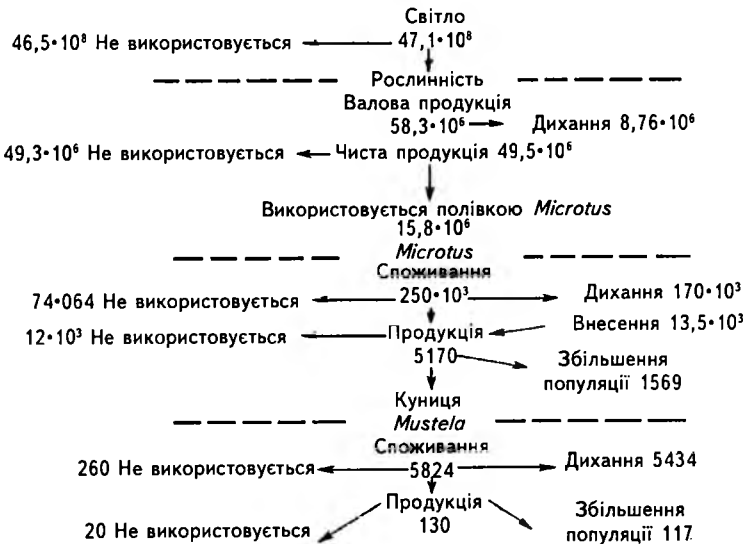 Світло
46,5•10⁸ Не використовується 47,1•10⁸
Рослинність
Валова продукція
58,3•10⁶ Дихання 8,76•10⁶
49,3•10⁶ Не використовується Чиста продукція 49,5•10⁶
Використовується полівкою Microtus
15,8•10⁶
Microtus
Споживання
74•064 Не використовується 250•10³ Дихання 170•10³
12•10³ Не використовується Продукція Внесення 13,5•10³
5170 Збільшення
популяції 1569
Куниця
Mustela
Споживання
260 Не використовується 5824 Дихання 5434
Продукція Збільшення
20 Не використовується 130 популяції 117